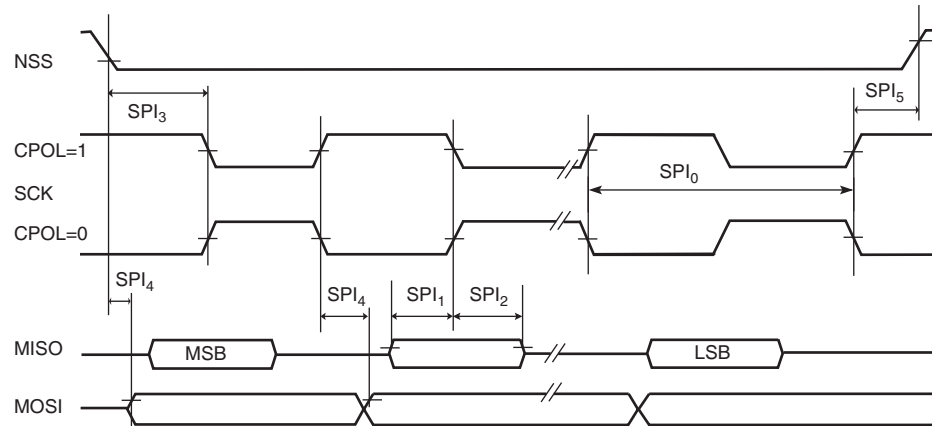 NSS
SPI3
SPI5
CPOL=1
SCK
SPI0
CPOL=0
SPI4
SPI4
SPI1
SPI2
MISO
MSB
LSB
MOSI